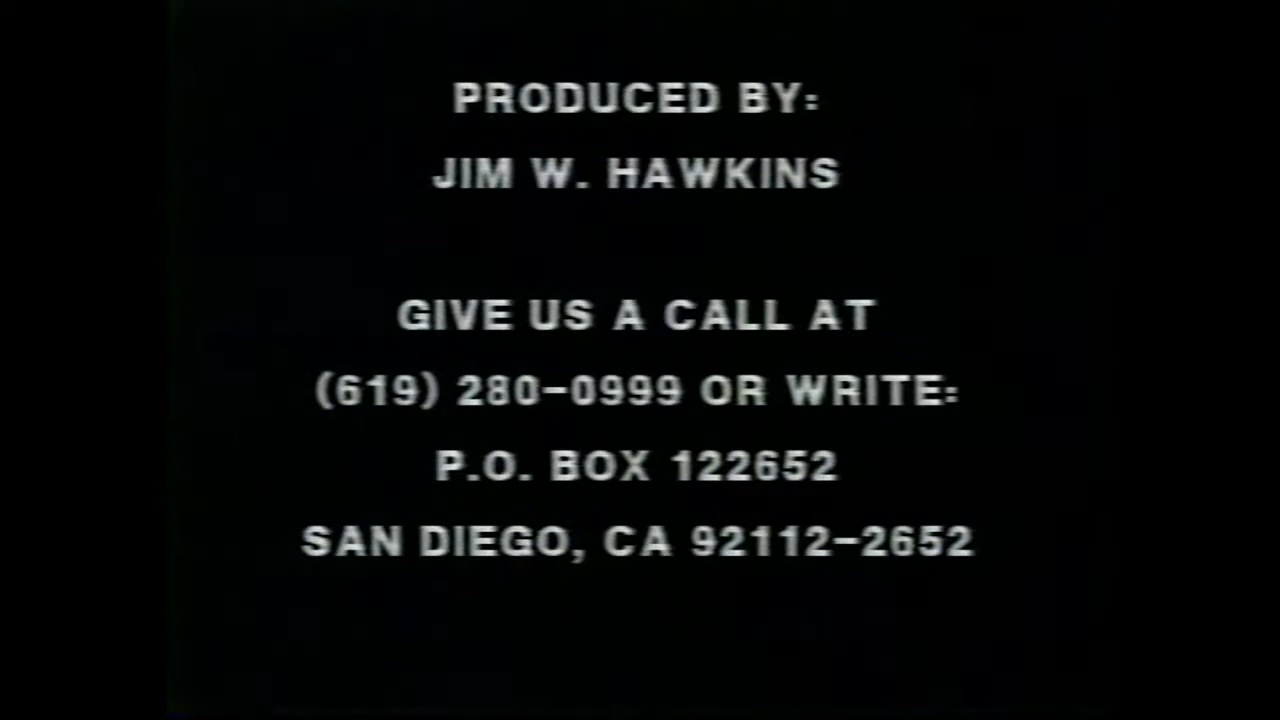 PRODUCED BY:
JIM W. HAWKINS
GIVE US A CALL AT
(619) 280-0999 OR WRITE:
P.O. BOX 122652
SAN DIEGO, CA 92112-2652